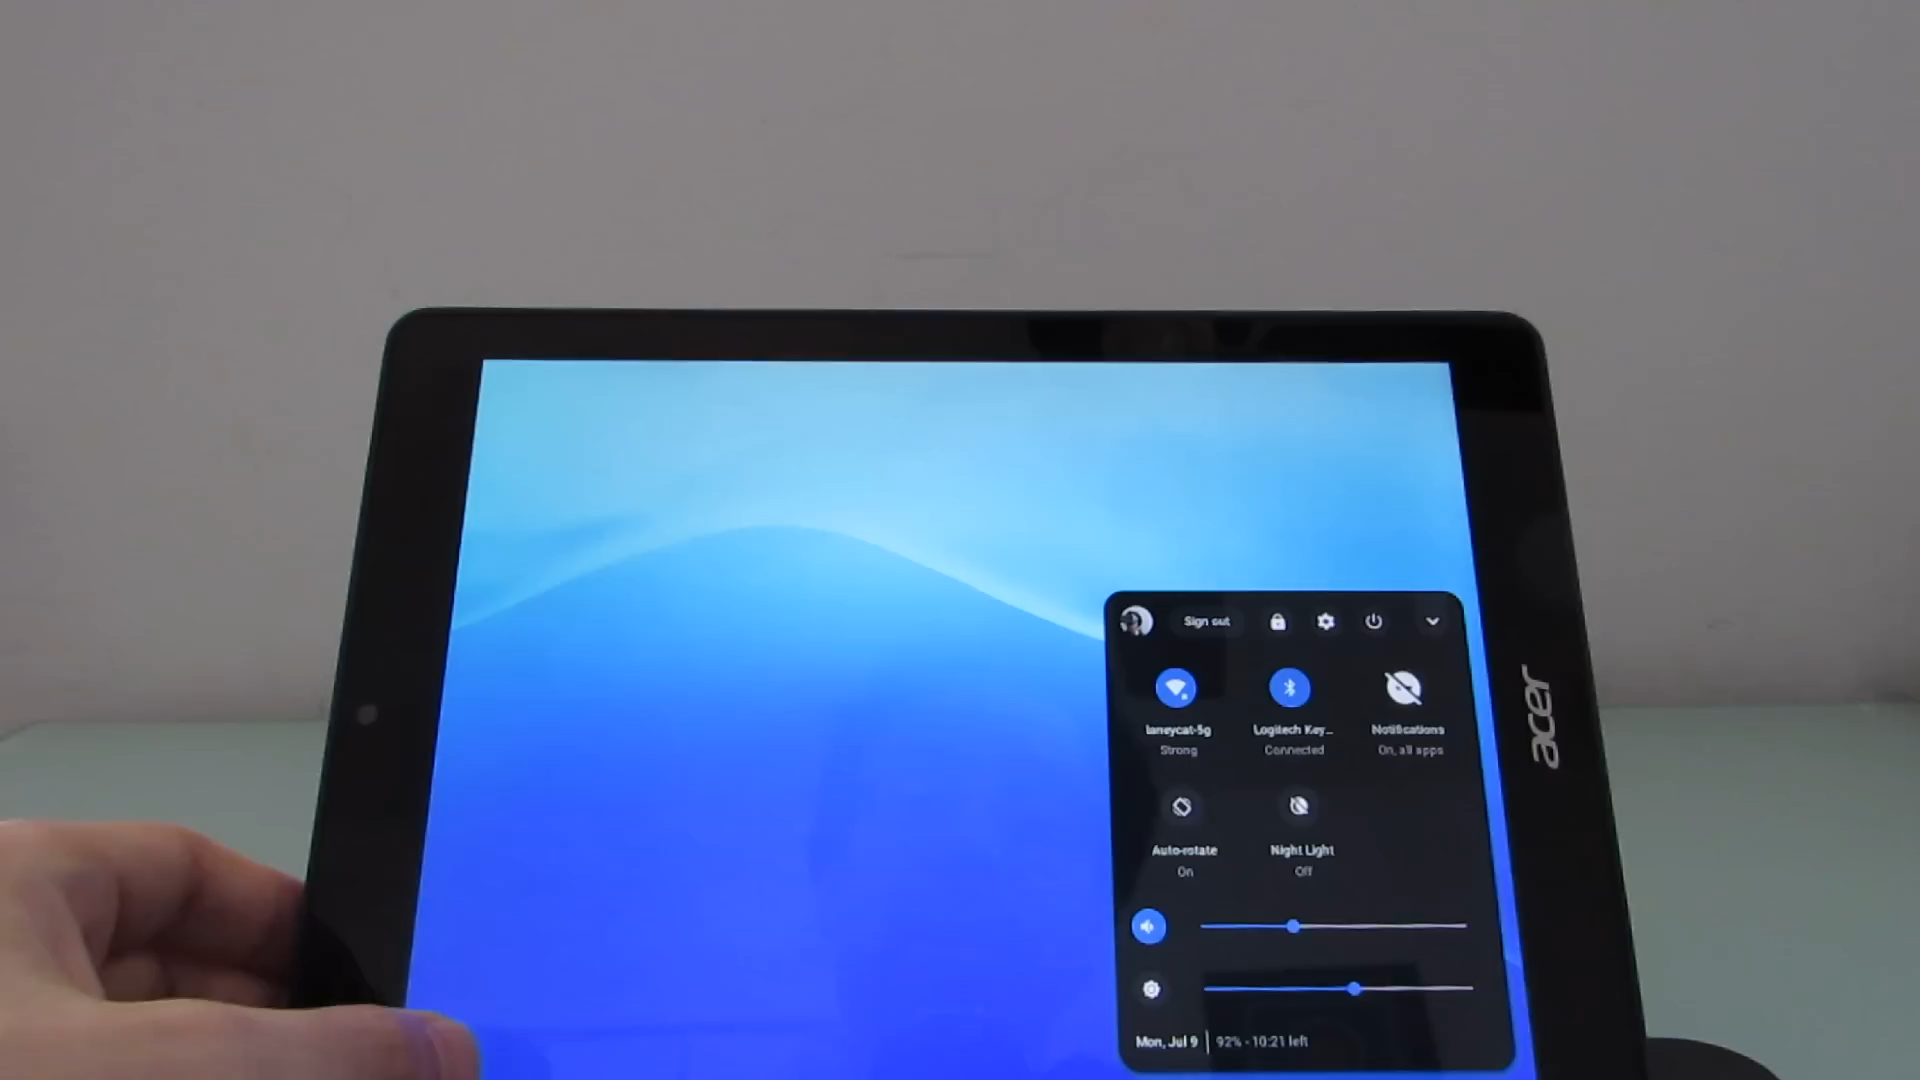 Sign out
laneycat-5g
Strong
Logitech Key...
Connected
Notifications
On, all apps
Auto-rotate
On
Night Light
Off
Mon, Jul 9 | 92% - 10:21 left
acer